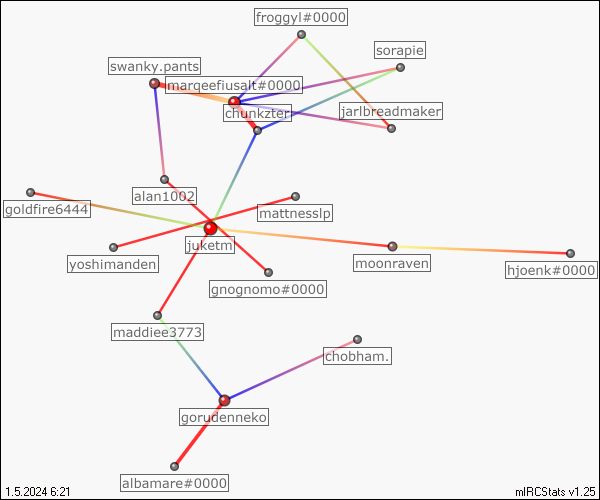 froggyl#0000
sorapie
swanky.pants
marqeefiusalt#0000
chunkzter
jarlbreadmaker
alan1002
goldfire6444
mattnesslp
juketm
yoshimanden
moonraven
hjoenk#0000
gnognomo#0000
maddiee3773
chobham.
gorudenneko
albamare#0000
1.5.2024 6:21
mIRCStats v1.25